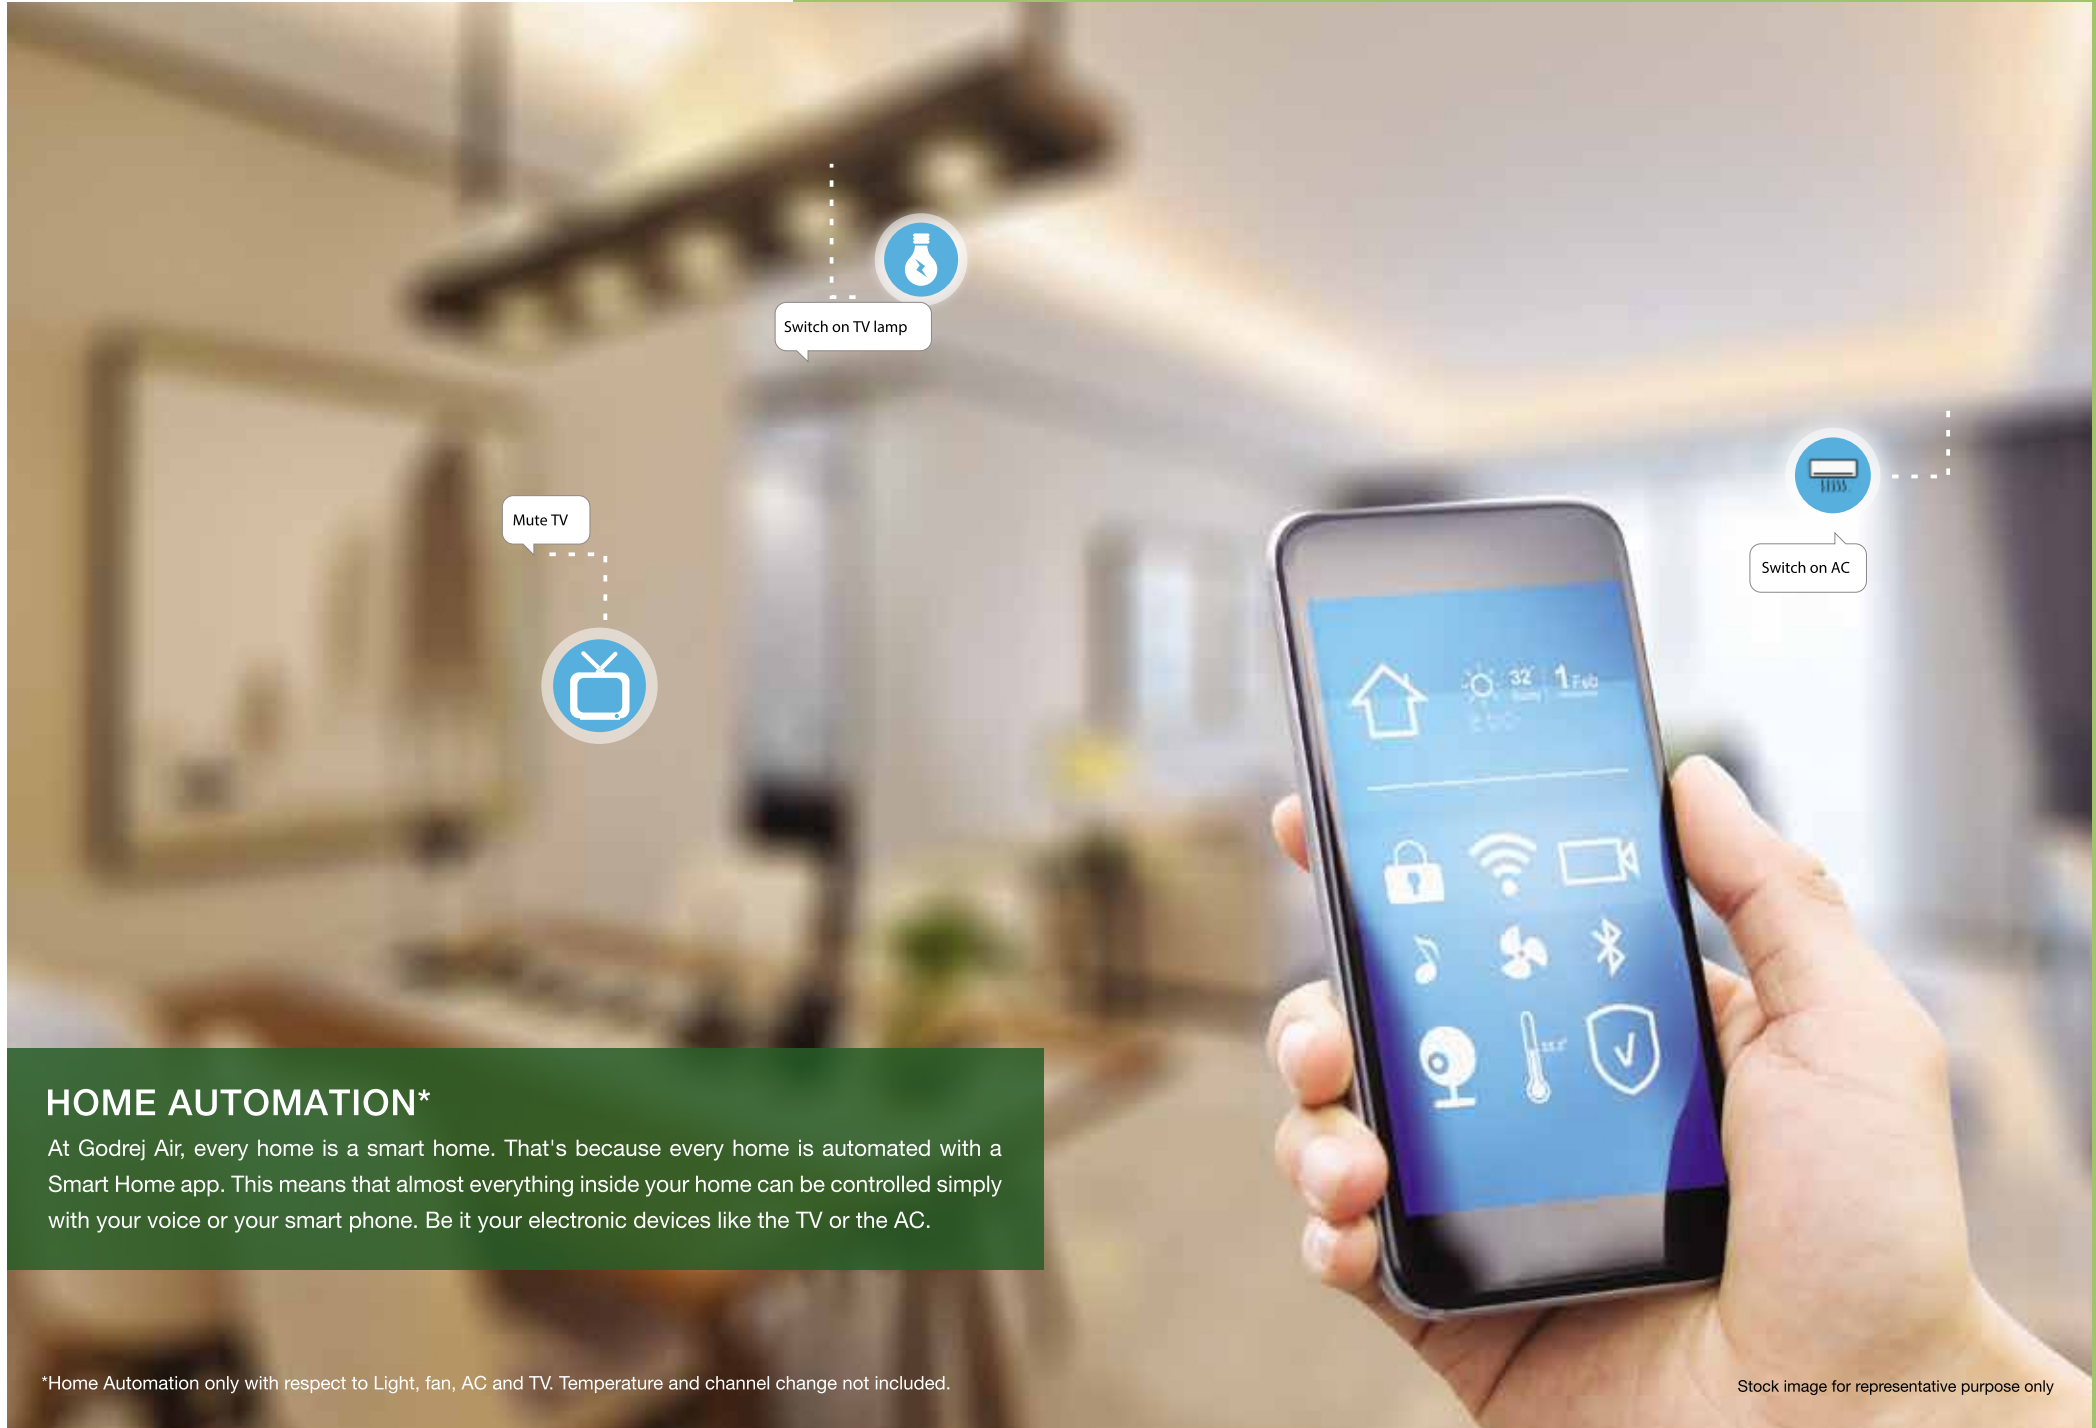 Switch on TV lamp
Mute TV
Switch on AC
32°
1 Feb
HOME AUTOMATION*
At Godrej Air, every home is a smart home. That's because every home is automated with a
Smart Home app. This means that almost everything inside your home can be controlled simply
with your voice or your smart phone. Be it your electronic devices like the TV or the AC.
*Home Automation only with respect to Light, fan, AC and TV. Temperature and channel change not included.
Stock image for representative purpose only